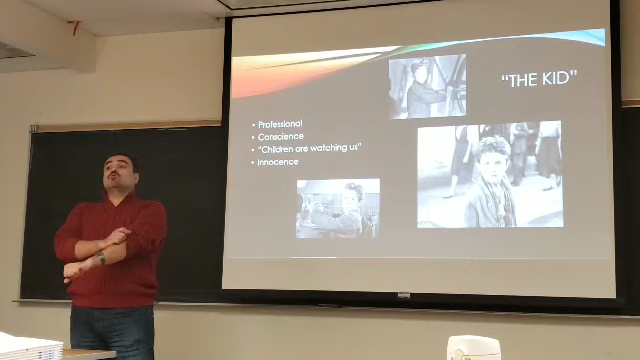 "THE KID"
• Professional
• Conscience
• "Children are watching us"
• Innocence